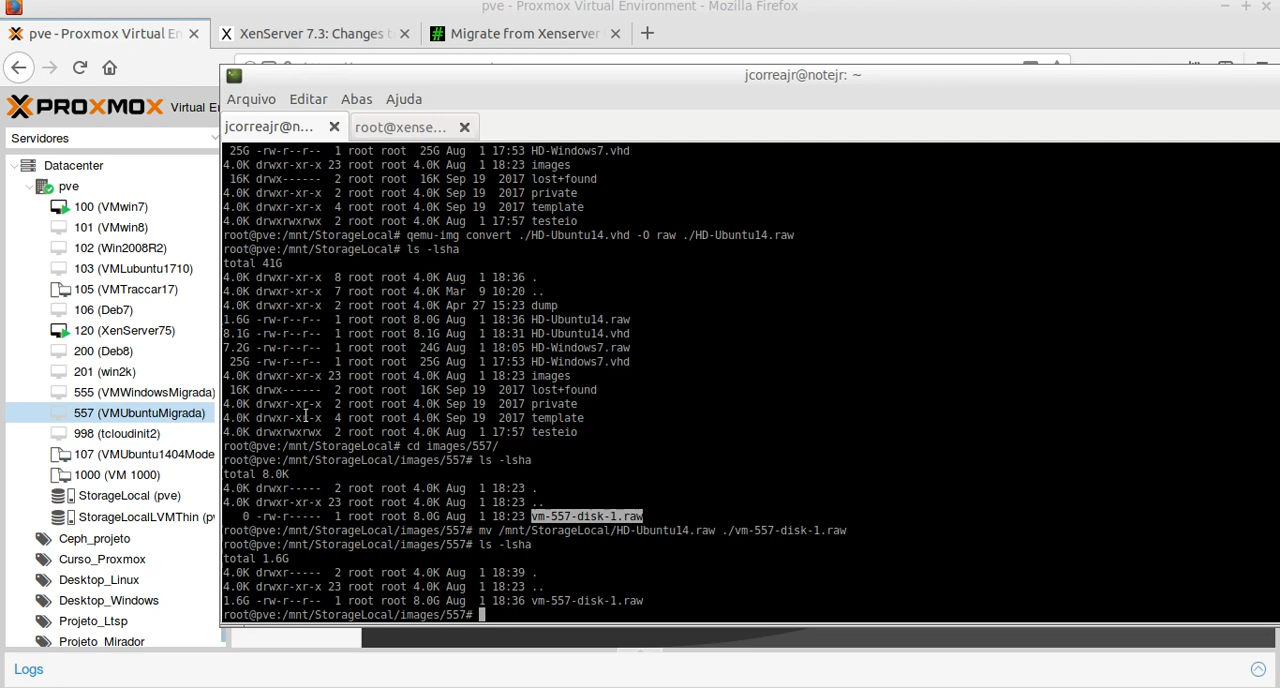 pve - Proxmox Virtual Environment - Mozilla Firefox
pve - Proxmox Virtual En
XenServer 7.3: Changes
Migrate from Xenserver
jcorreajr@notejr: ~
PROXMOX Virtual
Arquivo Editar Abas Ajuda
jcorreajr@n... root@xense...
Servidores
Datacenter
pve
100 (VMwin7)
101 (VMwin8)
102 (Win2008R2)
103 (VMLubuntu1710)
105 (VMTraccar17)
106 (Deb7)
120 (XenServer75)
200 (Deb8)
201 (win2k)
555 (VMWindowsMigrada)
557 (VMUbuntuMigrada)
998 (tcloudinit2)
107 (VMUbuntu1404Mode
1000 (VM 1000)
StorageLocal (pve)
StorageLocalLVMThin (pv
Ceph_projeto
Curso_Proxmox
Desktop_Linux
Desktop_Windows
Projeto_Ltsp
Projeto_Mirador
25G -rw-r--r-- 1 root root 25G Aug 1 17:53 HD-Windows7.vhd
4.0K drwxr-xr-x 23 root root 4.0K Aug 1 18:23 images
16K drwx------ 2 root root 16K Sep 19 2017 lost+found
4.0K drwxr-xr-x 2 root root 4.0K Sep 19 2017 private
4.0K drwxr-xr-x 4 root root 4.0K Sep 19 2017 template
4.0K drwxrwxrwx 2 root root 4.0K Aug 1 17:57 testeio
root@pve:/mnt/StorageLocal# qemu-img convert ./HD-Ubuntu14.vhd -O raw ./HD-Ubuntu14.raw
root@pve:/mnt/StorageLocal# ls -lsha
total 41G
4.0K drwxr-xr-x 8 root root 4.0K Aug 1 18:36 .
4.0K drwxr-xr-x 7 root root 4.0K Mar 9 10:20 ..
4.0K drwxr-xr-x 2 root root 4.0K Apr 27 15:23 dump
1.6G -rw-r--r-- 1 root root 8.0G Aug 1 18:36 HD-Ubuntu14.raw
8.1G -rw-r--r-- 1 root root 8.1G Aug 1 18:31 HD-Ubuntu14.vhd
7.2G -rw-r--r-- 1 root root 24G Aug 1 18:05 HD-Windows7.raw
25G -rw-r--r-- 1 root root 25G Aug 1 17:53 HD-Windows7.vhd
4.0K drwxr-xr-x 23 root root 4.0K Aug 1 18:23 images
16K drwx------ 2 root root 16K Sep 19 2017 lost+found
4.0K drwxr-xr-x 2 root root 4.0K Sep 19 2017 private
4.0K drwxr-xr-x 4 root root 4.0K Sep 19 2017 template
4.0K drwxrwxrwx 2 root root 4.0K Aug 1 17:57 testeio
root@pve:/mnt/StorageLocal# cd images/557/
root@pve:/mnt/StorageLocal/images/557# ls -lsha
total 8.0K
4.0K drwxr----- 2 root root 4.0K Aug 1 18:23 .
4.0K drwxr-xr-x 23 root root 4.0K Aug 1 18:23 ..
0 -rw-r----- 1 root root 8.0G Aug 1 18:23 vm-557-disk-1.raw
root@pve:/mnt/StorageLocal/images/557# mv /mnt/StorageLocal/HD-Ubuntu14.raw ./vm-557-disk-1.raw
root@pve:/mnt/StorageLocal/images/557# ls -lsha
total 1.6G
4.0K drwxr----- 2 root root 4.0K Aug 1 18:39 .
4.0K drwxr-xr-x 23 root root 4.0K Aug 1 18:23 ..
1.6G -rw-r--r-- 1 root root 8.0G Aug 1 18:36 vm-557-disk-1.raw
root@pve:/mnt/StorageLocal/images/557#
Logs